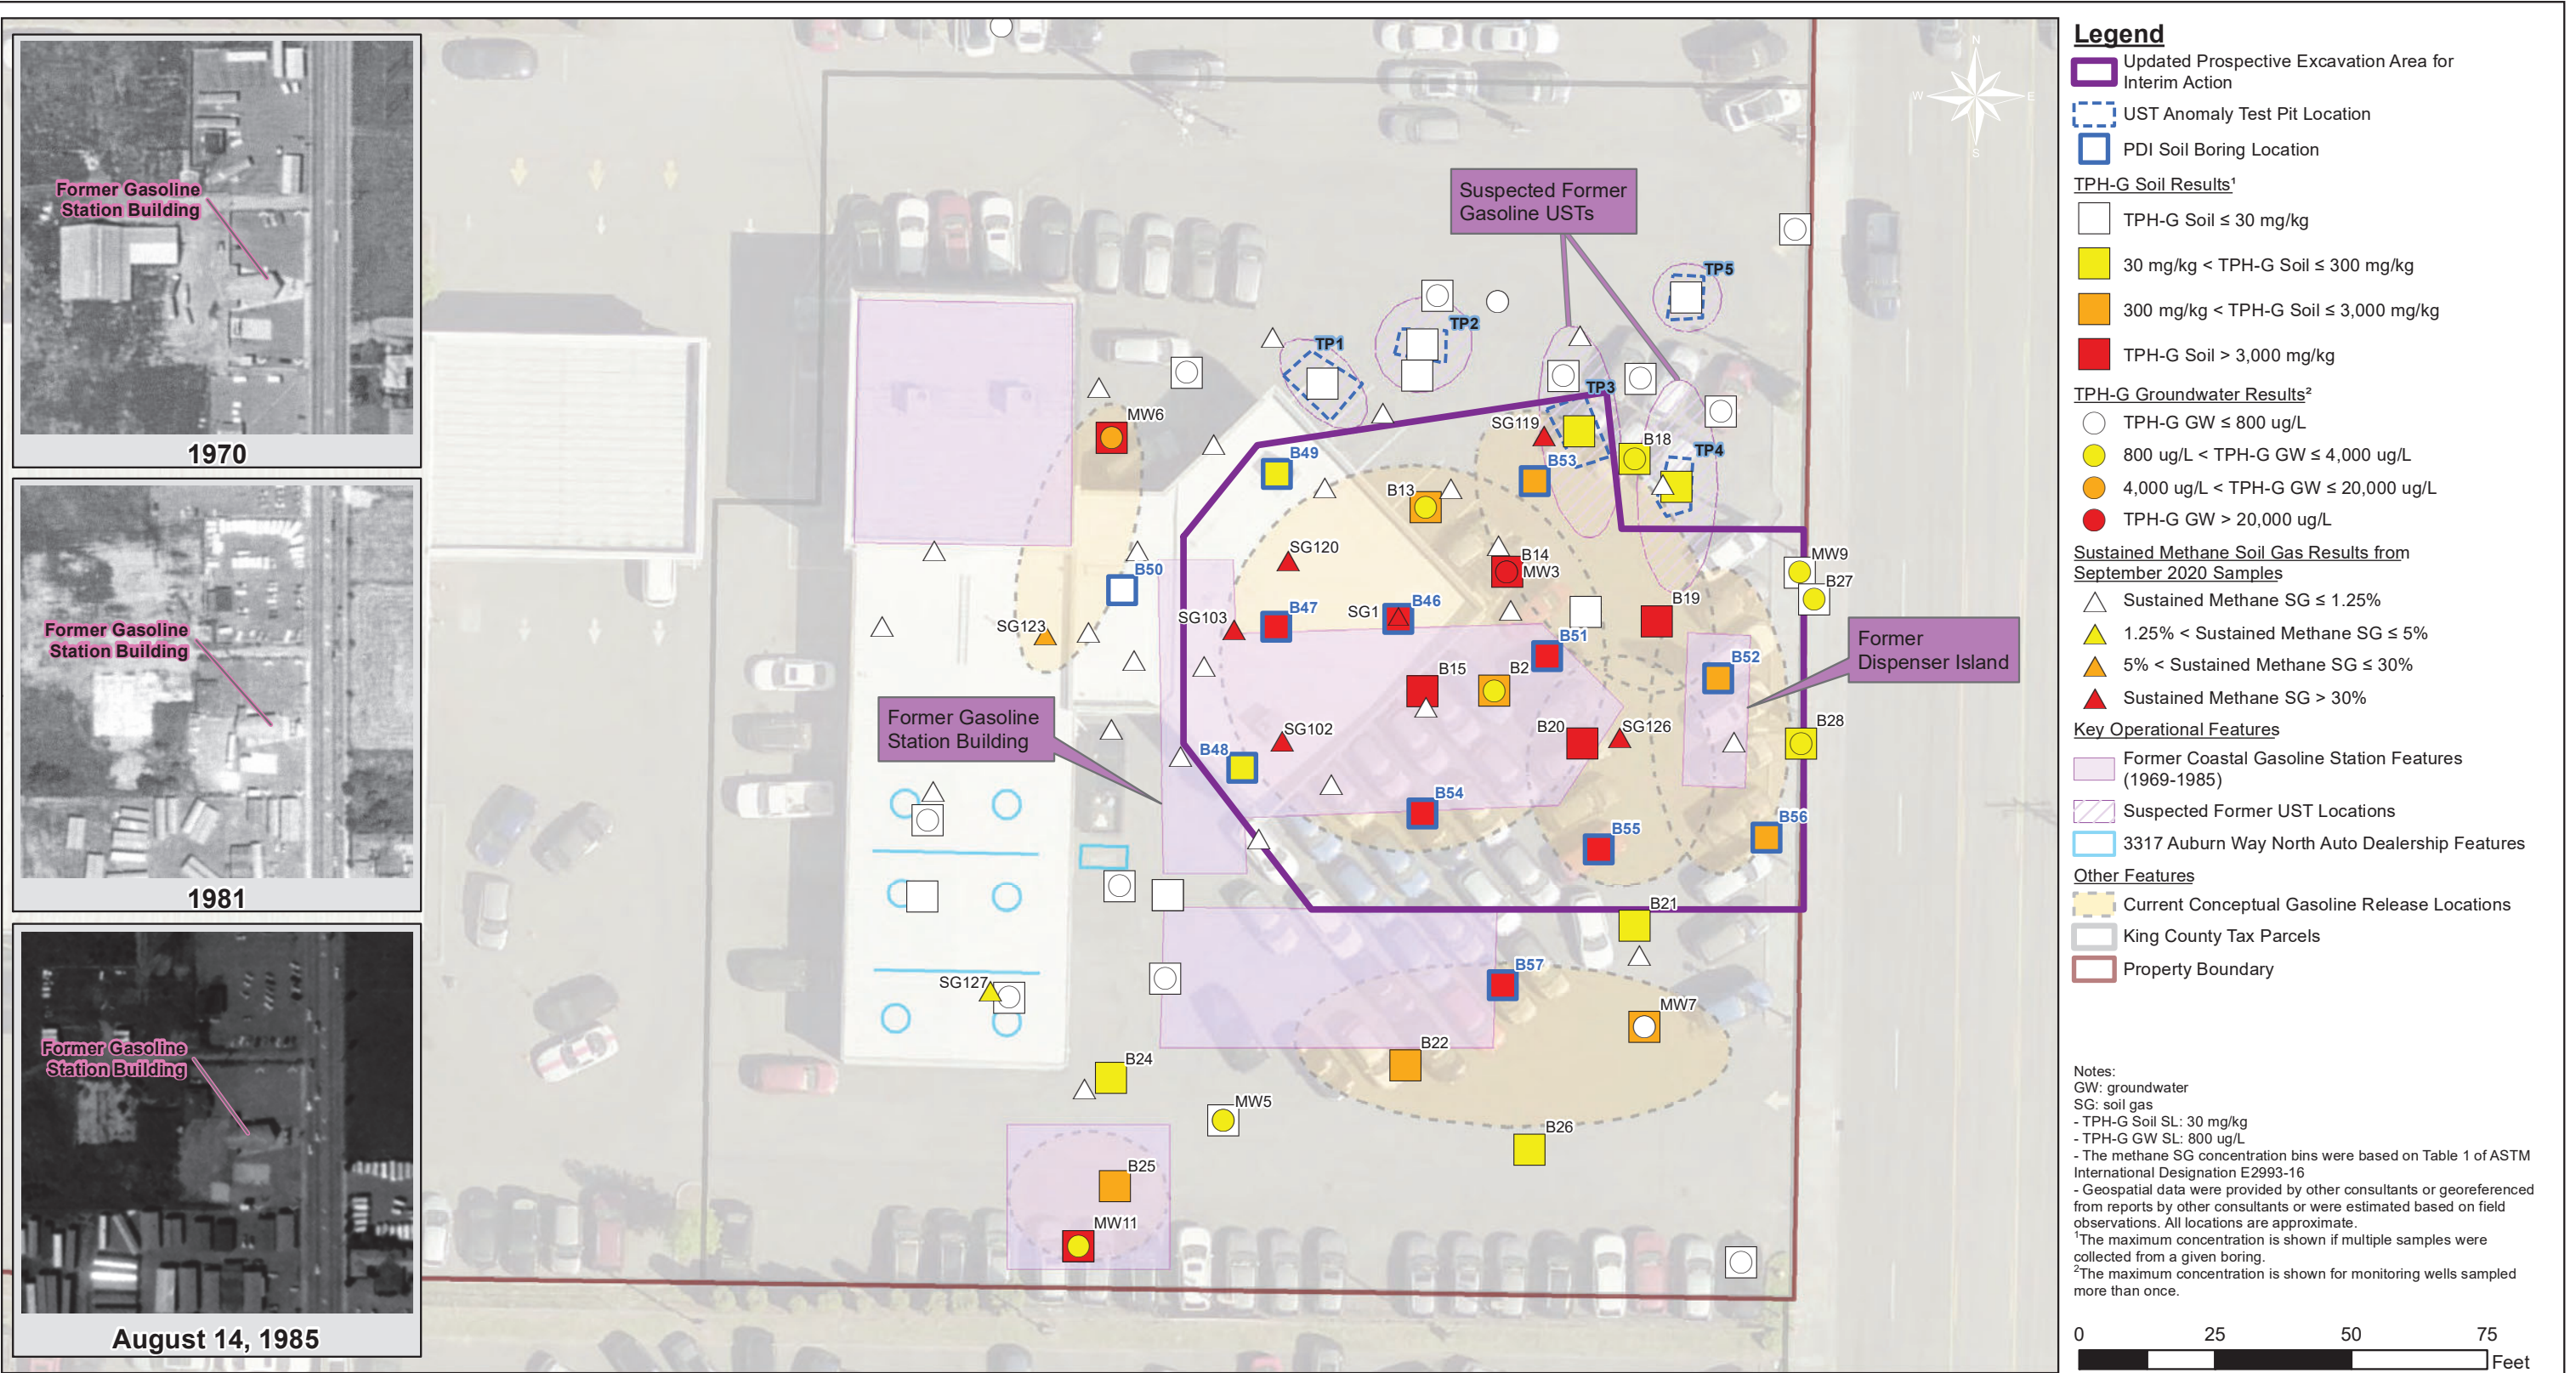 Former Gasoline
Station Building
1970
Former Gasoline
Station Building
1981
Former Gasoline
Station Building
August 14, 1985
N
W
E
S
Suspected Former
Gasoline USTs
TP5
TP2
TP1
TP3
MW6
SG119
B18
TP4
B49
B53
B13
SG120
B14
MW3
MW9
B50
B27
B47
SG1
B46
B19
SG103
SG123
B51
Former
Dispenser Island
B52
B15
B2
Former Gasoline
Station Building
B20
SG126
B28
SG102
B48
B54
B55
B56
B21
B57
SG127
MW7
B22
B24
MW5
B26
B25
MW11
Legend
Updated Prospective Excavation Area for
Interim Action
UST Anomaly Test Pit Location
PDI Soil Boring Location
TPH-G Soil Results¹
TPH-G Soil ≤ 30 mg/kg
30 mg/kg < TPH-G Soil ≤ 300 mg/kg
300 mg/kg < TPH-G Soil ≤ 3,000 mg/kg
TPH-G Soil > 3,000 mg/kg
TPH-G Groundwater Results²
TPH-G GW ≤ 800 ug/L
800 ug/L < TPH-G GW ≤ 4,000 ug/L
4,000 ug/L < TPH-G GW ≤ 20,000 ug/L
TPH-G GW > 20,000 ug/L
Sustained Methane Soil Gas Results from
September 2020 Samples
Sustained Methane SG ≤ 1.25%
1.25% < Sustained Methane SG ≤ 5%
5% < Sustained Methane SG ≤ 30%
Sustained Methane SG > 30%
Key Operational Features
Former Coastal Gasoline Station Features
(1969-1985)
Suspected Former UST Locations
3317 Auburn Way North Auto Dealership Features
Other Features
Current Conceptual Gasoline Release Locations
King County Tax Parcels
Property Boundary
Notes:
GW: groundwater
SG: soil gas
- TPH-G Soil SL: 30 mg/kg
- TPH-G GW SL: 800 ug/L
- The methane SG concentration bins were based on Table 1 of ASTM
International Designation E2993-16
- Geospatial data were provided by other consultants or georeferenced
from reports by other consultants or were estimated based on field
observations. All locations are approximate.
¹The maximum concentration is shown if multiple samples were
collected from a given boring.
²The maximum concentration is shown for monitoring wells sampled
more than once.
0 25 50 75
Feet